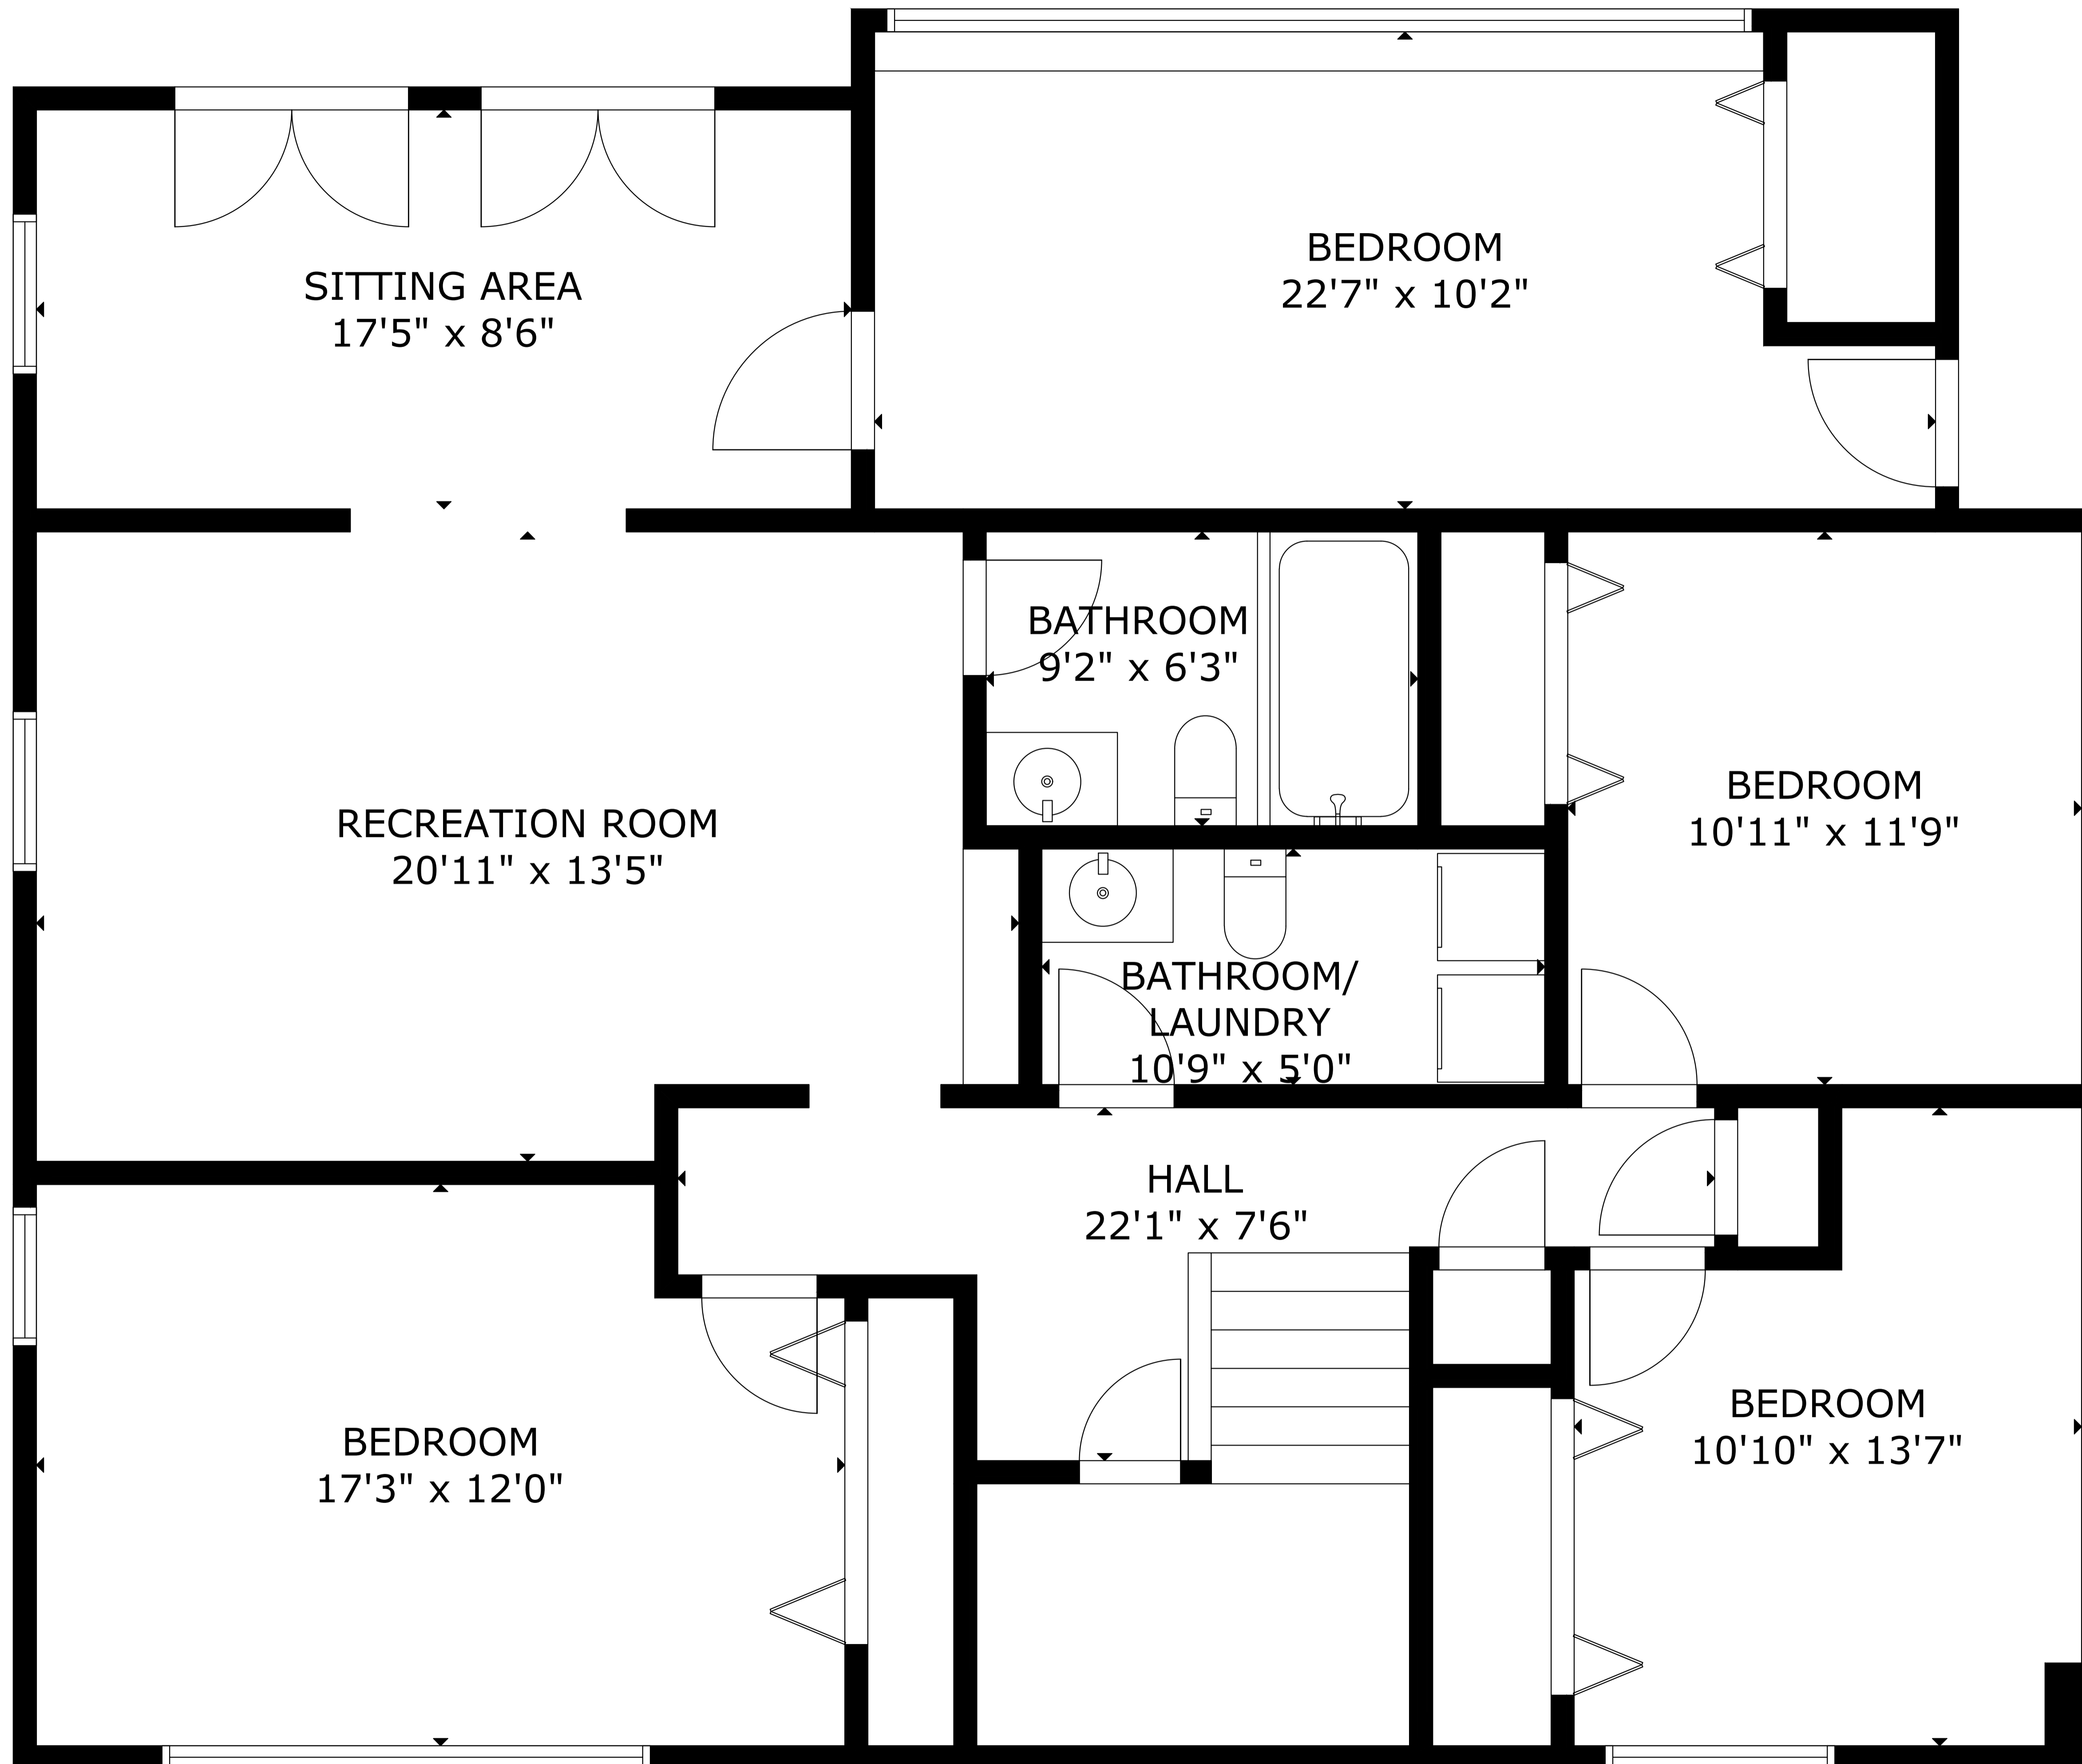 BEDROOM
22'7" x 10'2"
SITTING AREA
17'5" x 8'6"
BATHROOM
9'2" x 6'3"
BEDROOM
10'11" x 11'9"
RECREATION ROOM
20'11" x 13'5"
BATHROOM/
LAUNDRY
10'9" x 5'0"
HALL
22'1" x 7'6"
BEDROOM
10'10" x 13'7"
BEDROOM
17'3" x 12'0"